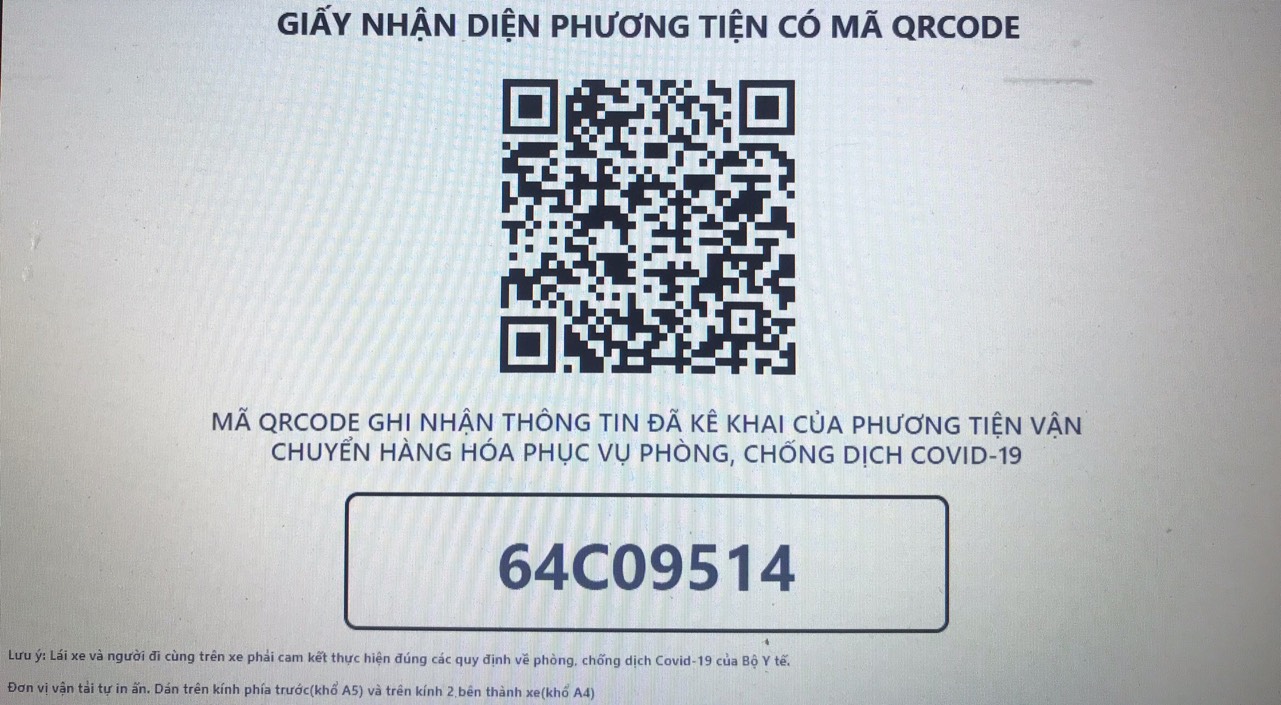 GIẤY NHẬN DIỆN PHƯƠNG TIỆN CÓ MÃ QRCODE
MÃ QRCODE GHI NHẬN THÔNG TIN ĐÃ KÊ KHAI CỦA PHƯƠNG TIỆN VẬN
CHUYỂN HÀNG HÓA PHỤC VỤ PHÒNG, CHỐNG DỊCH COVID-19
64C09514
Lưu ý: Lái xe và người đi cùng trên xe phải cam kết thực hiện đúng các quy định về phòng, chống dịch Covid-19 của Bộ Y tế.
Đơn vị vận tải tự in ấn. Dán trên kính phía trước(khổ A5) và trên kính 2 bên thành xe(khổ A4)